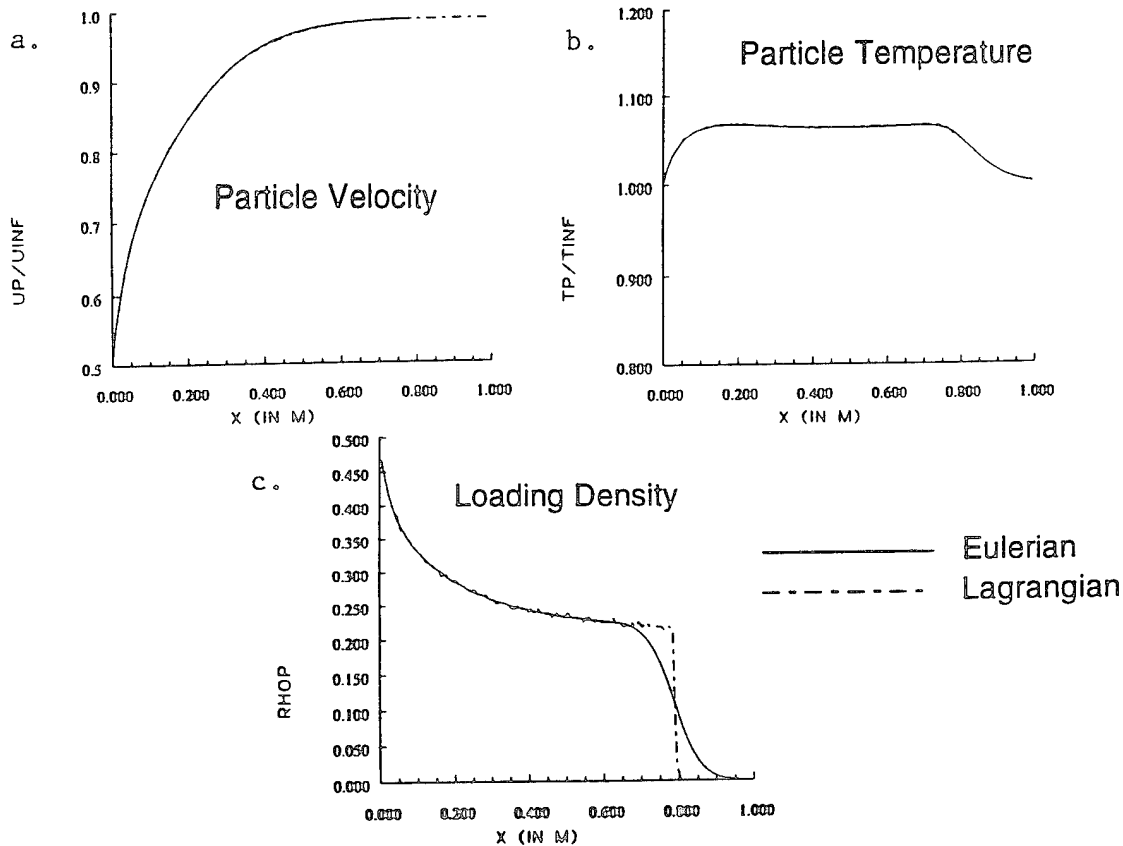 a.
1.0
0.9
0.8
0.7
0.6
0.5
UP/UINF
Particle Velocity
0.000 0.200 0.400 0.600 0.800 1.000
X (IN M)
b.
1.200
1.100
1.000
0.900
0.800
TP/TINF
Particle Temperature
0.000 0.200 0.400 0.600 0.800 1.000
X (IN M)
c.
0.500
0.450
0.400
0.350
0.300
0.250
0.200
0.150
0.100
0.050
0.000
RHOP
Loading Density
0.000 0.200 0.400 0.600 0.800 1.000
X (IN M)
Eulerian
Lagrangian